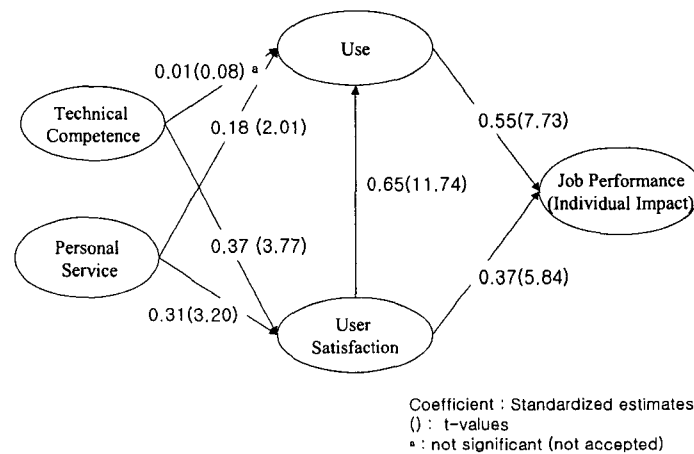 Use
0.01(0.08) a
Technical
Competence
0.18 (2.01)
0.55(7.73)
0.65(11.74)
Job Performance
(Individual Impact)
Personal
Service
0.37 (3.77)
0.37(5.84)
0.31(3.20)
User
Satisfaction
Coefficient : Standardized estimates
() : t-values
a : not significant (not accepted)